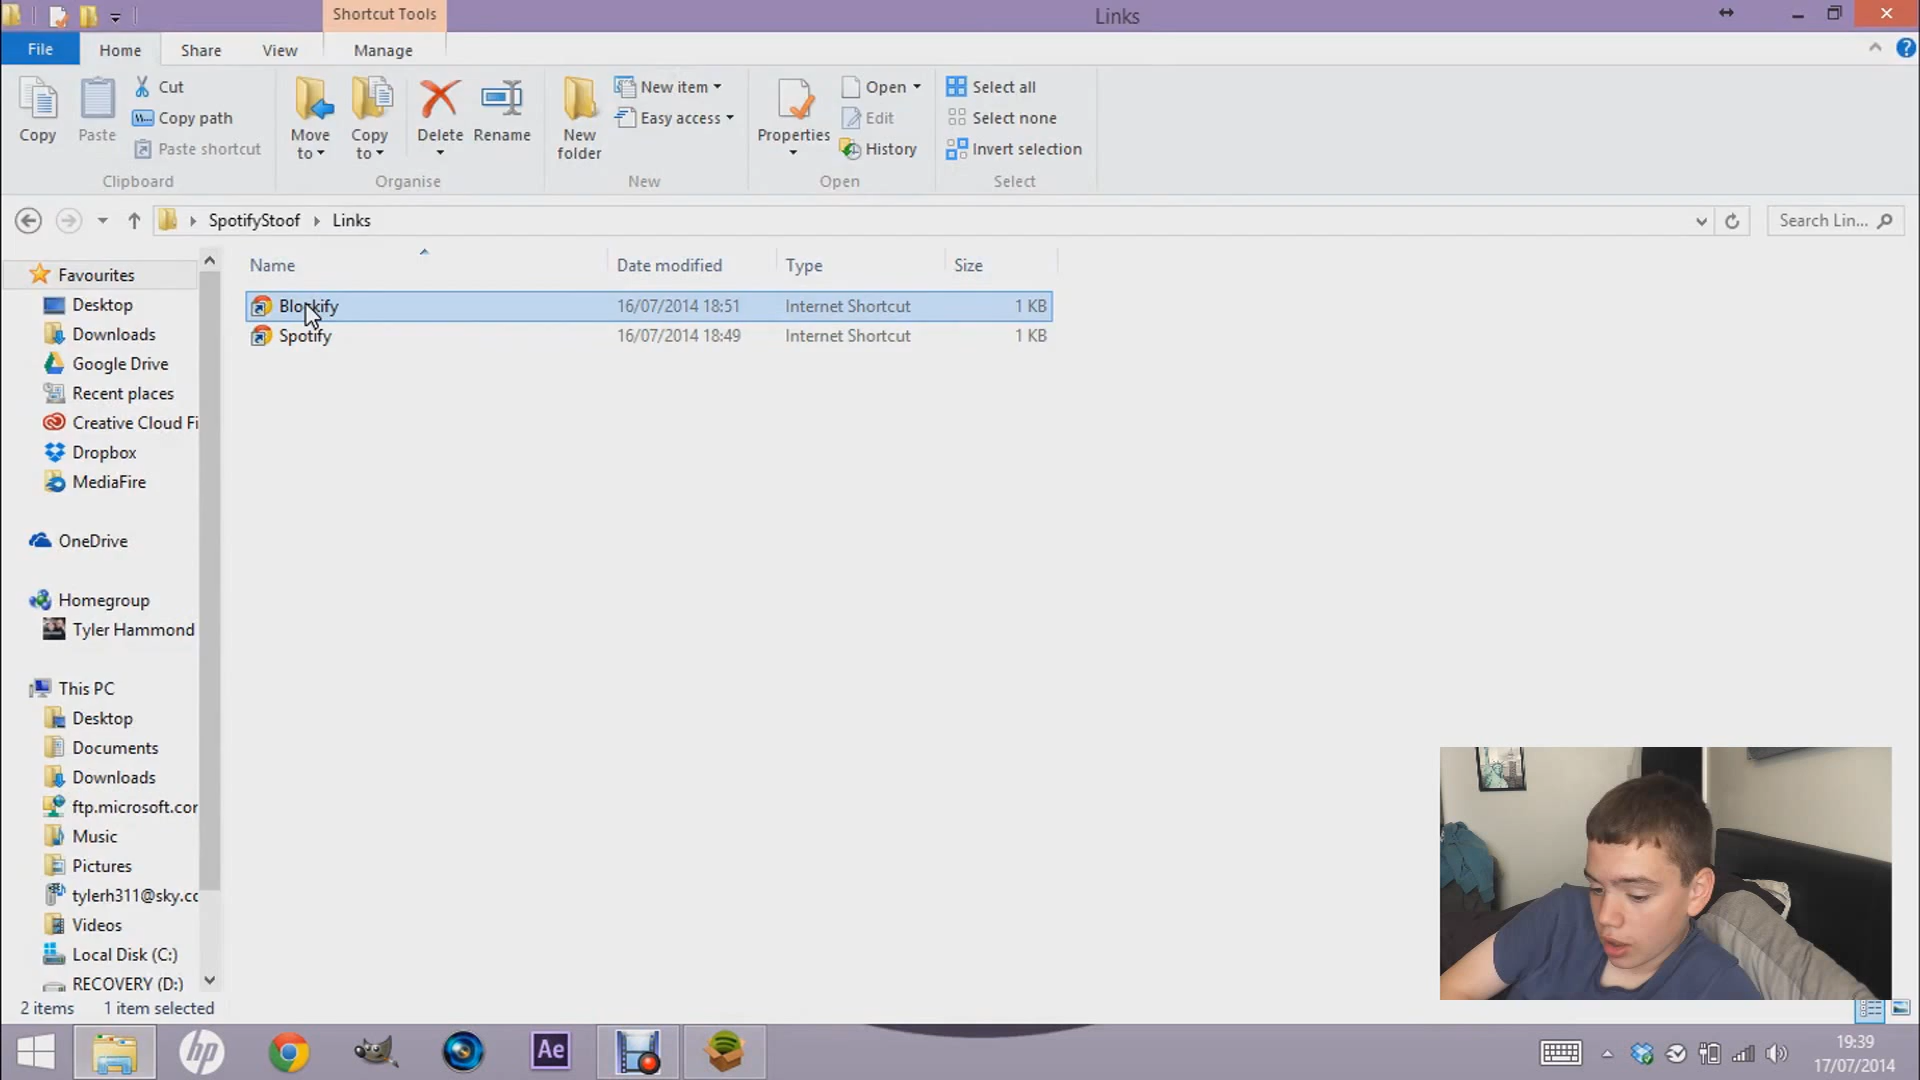 Shortcut Tools
Links
File
Home
Share
View
Manage
Copy
Paste
Cut
Copy path
Paste shortcut
Clipboard
Move to
Copy to
Delete
Rename
Organise
New folder
New item
Easy access
New
Properties
Open
Edit
History
Open
Select all
Select none
Invert selection
Select
SpotifyStoof
Links
Search Lin...
Name
Date modified
Type
Size
16/07/2014 18:51
Internet Shortcut
1 KB
Spotify
16/07/2014 18:49
Internet Shortcut
1 KB
Favourites
Desktop
Downloads
Google Drive
Recent places
Creative Cloud Fi
Dropbox
MediaFire
OneDrive
Homegroup
Tyler Hammond
This PC
Desktop
Documents
Downloads
ftp.microsoft.cor
Music
Pictures
tylerh311@sky.cc
Videos
Local Disk (C:)
RECOVERY (D:)
2 items
1 item selected
hp
Ae
19:39
17/07/2014